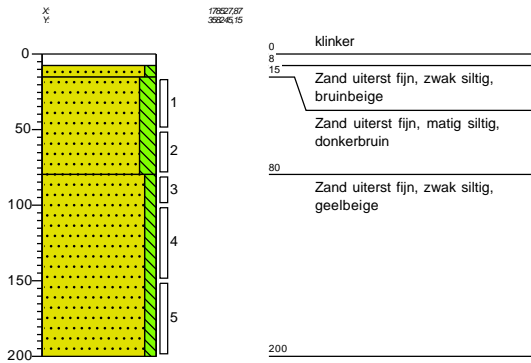 X: 178527,87
Y: 358245,15
0
50
100
150
200
1
2
3
4
5
0 klinker
8
15
Zand uiterst fijn, zwak siltig,
bruinbeige
Zand uiterst fijn, matig siltig,
donkerbruin
80
Zand uiterst fijn, zwak siltig,
geelbeige
200